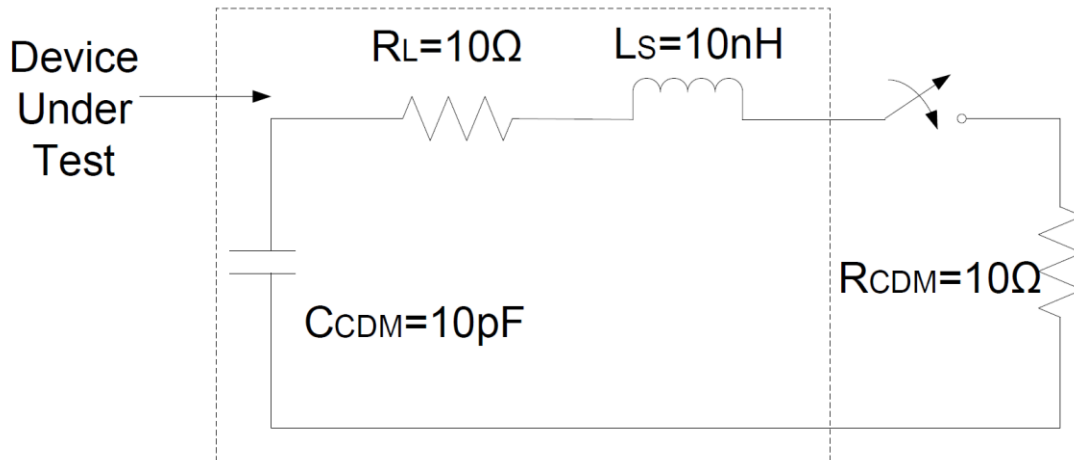 Device
Under
Test
RL=10Ω
LS=10nH
CCDM=10pF
RCDM=10Ω